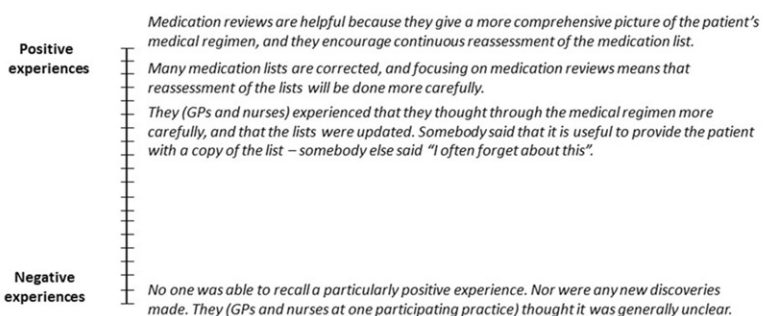 Medication reviews are helpful because they give a more comprehensive picture of the patient's
medical regimen, and they encourage continuous reassessment of the medication list.
Positive
experiences
Many medication lists are corrected, and focusing on medication reviews means that
reassessment of the lists will be done more carefully.
They (GPs and nurses) experienced that they thought through the medical regimen more
carefully, and that the lists were updated. Somebody said that it is useful to provide the patient
with a copy of the list – somebody else said "I often forget about this".
Negative
experiences
No one was able to recall a particularly positive experience. Nor were any new discoveries
made. They (GPs and nurses at one participating practice) thought it was generally unclear.